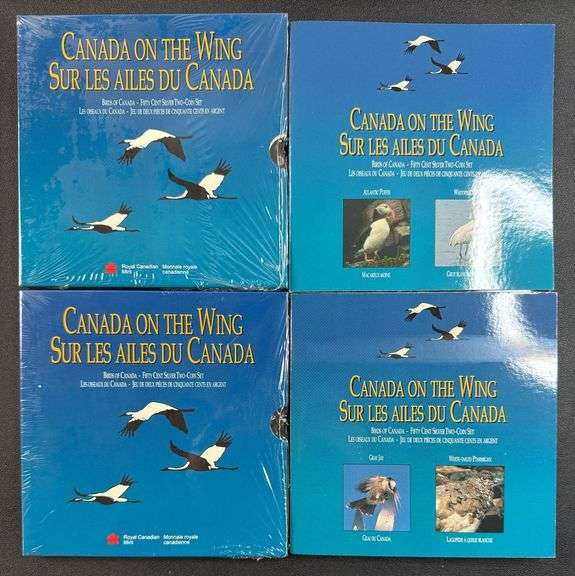 CANADA ON THE WING
SUR LES AILES DU CANADA
BIRDS OF CANADA - FIFTY CENT SILVER TWO-COIN SET
LES OISEAUX DU CANADA - JEU DE DEUX PIÈCES DE CINQUANTE CENTS EN ARGENT
Royal Canadian Mint
Monnaie royale canadienne
CANADA ON THE WING
SUR LES AILES DU CANADA
BIRDS OF CANADA - FIFTY CENT SILVER TWO-COIN SET
LES OISEAUX DU CANADA - JEU DE DEUX PIÈCES DE CINQUANTE CENTS
ATLANTIC PUFFIN
MACAREUX MOINE
GRUE BLANCHE
CANADA ON THE WING
SUR LES AILES DU CANADA
BIRDS OF CANADA - FIFTY CENT SILVER TWO-COIN SET
LES OISEAUX DU CANADA - JEU DE DEUX PIÈCES DE CINQUANTE CENTS EN ARGENT
Royal Canadian Mint
Monnaie royale canadienne
CANADA ON THE WING
SUR LES AILES DU CANADA
BIRDS OF CANADA - FIFTY CENT SILVER TWO-COIN SET
LES OISEAUX DU CANADA - JEU DE DEUX PIÈCES DE CINQUANTE CENTS EN ARGENT
GRAY JAY
WHITE-TAILED PTARMIGAN
GEAI DU CANADA
LAGOPÈDE À QUEUE BLANCHE